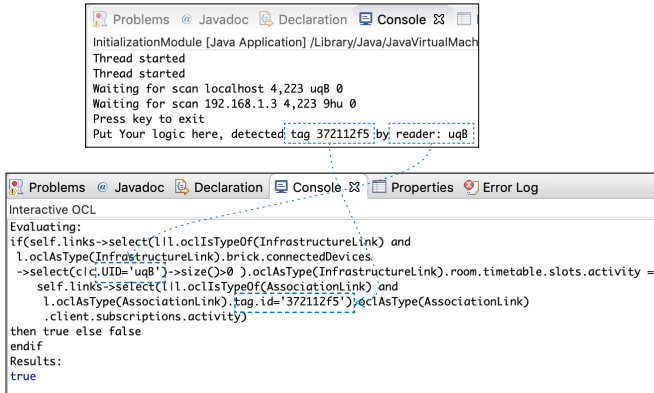 Problems @ Javadoc Declaration Console
InitializationModule [Java Application] /Library/Java/JavaVirtualMach
Thread started
Thread started
Waiting for scan localhost 4,223 uqB 0
Waiting for scan 192.168.1.3 4,223 9hu 0
Press key to exit
Put Your logic here, detected tag 372112f5 by reader: uqB
Problems @ Javadoc Declaration Console Properties Error Log
Interactive OCL
Evaluating:
if(self.links->select(l|l.oclIsTypeOf(InfrastructureLink) and
l.oclAsType(InfrastructureLink).brick.connectedDevices
->select(c|c.UID='uqB')->size()>0 ).oclAsType(InfrastructureLink).room.timetable.slots.activity =
self.links->select(l|l.oclIsTypeOf(AssociationLink) and
l.oclAsType(AssociationLink).tag.id='372112f5').oclAsType(AssociationLink)
.client.subscriptions.activity)
then true else false
endif
Results:
true